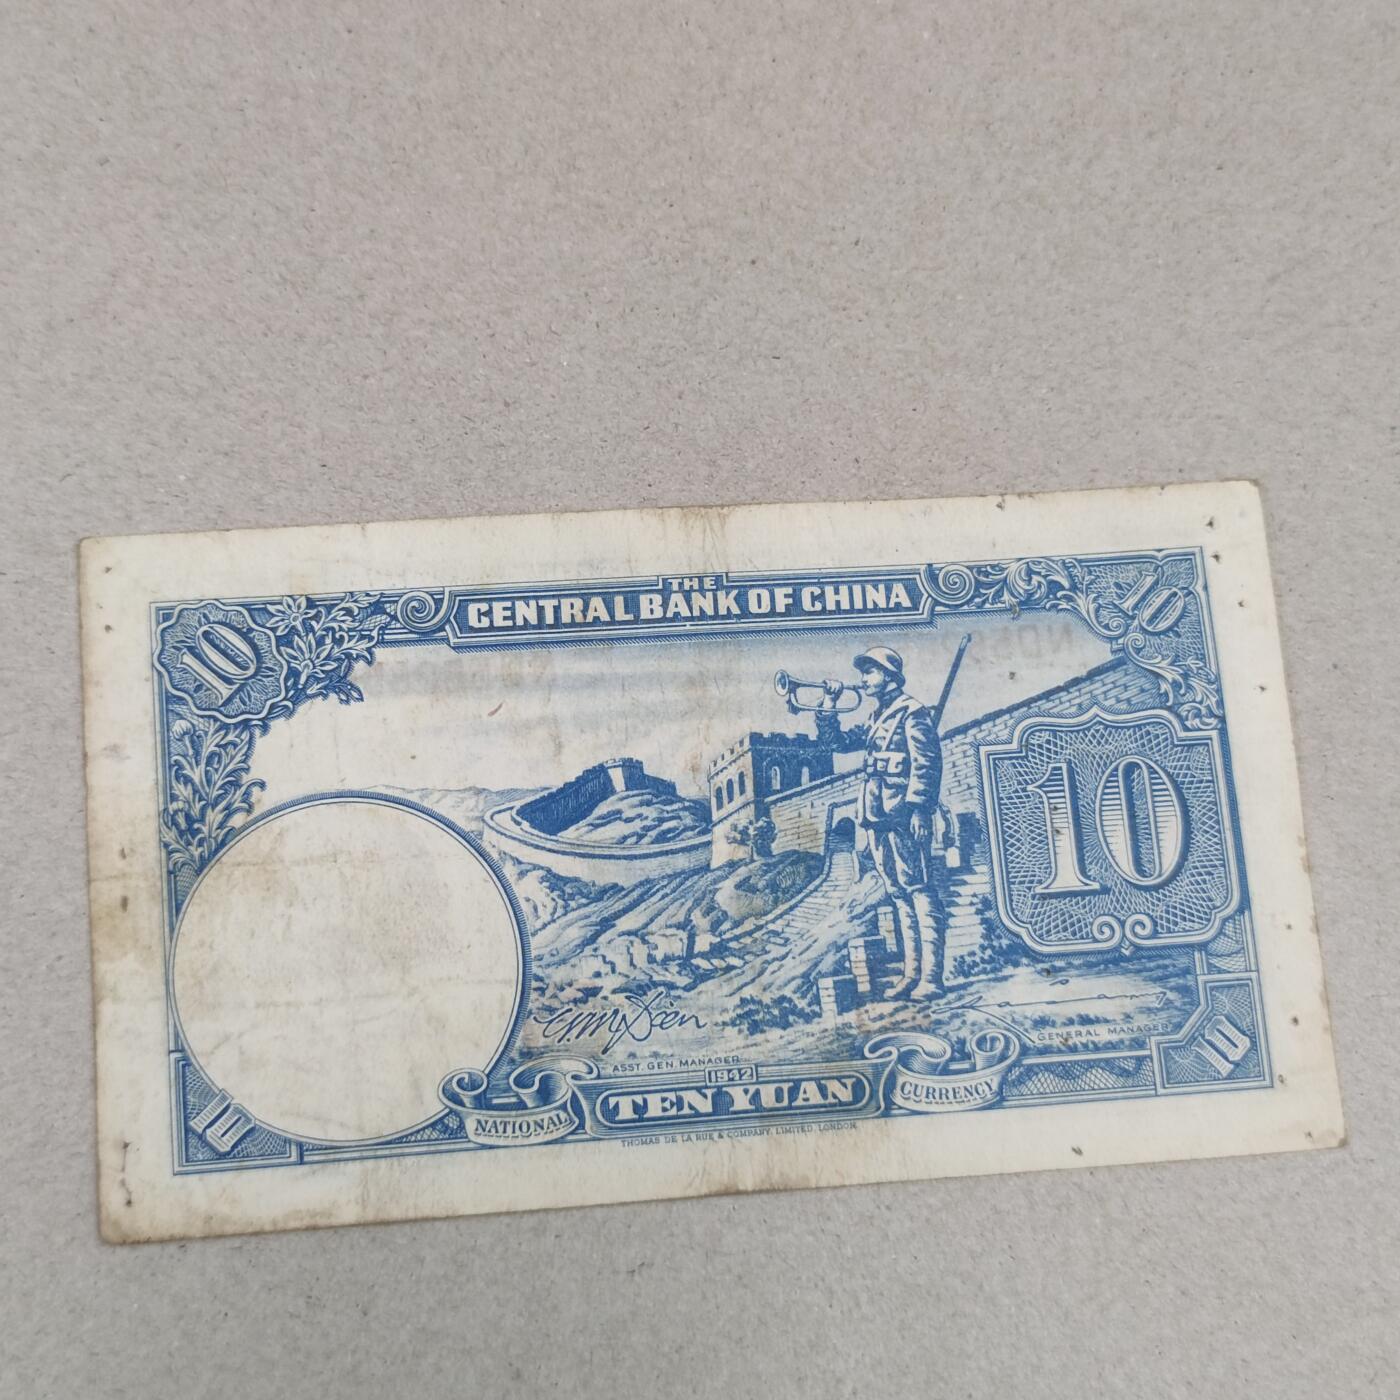 THE
CENTRAL BANK OF CHINA
10
10
10
ASST. GEN. MANAGER
GENERAL MANAGER
1942
NATIONAL
TEN YUAN
CURRENCY
10
10
THOMAS DE LA RUE & COMPANY, LIMITED, LONDON